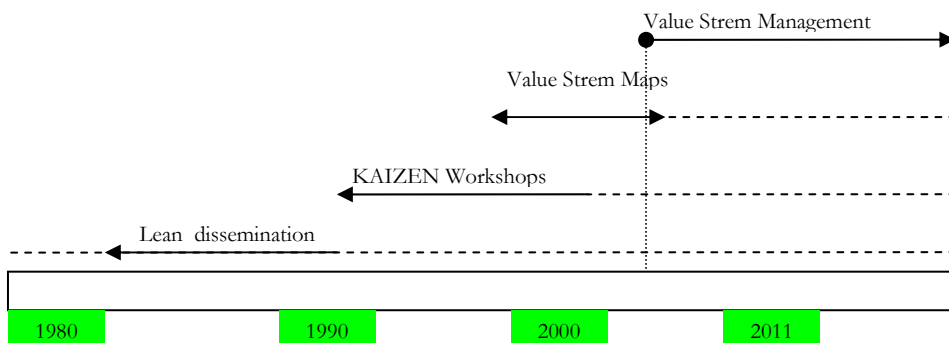 Value Strem Management
Value Strem Maps
KAIZEN Workshops
Lean dissemination
1980 1990 2000 2011